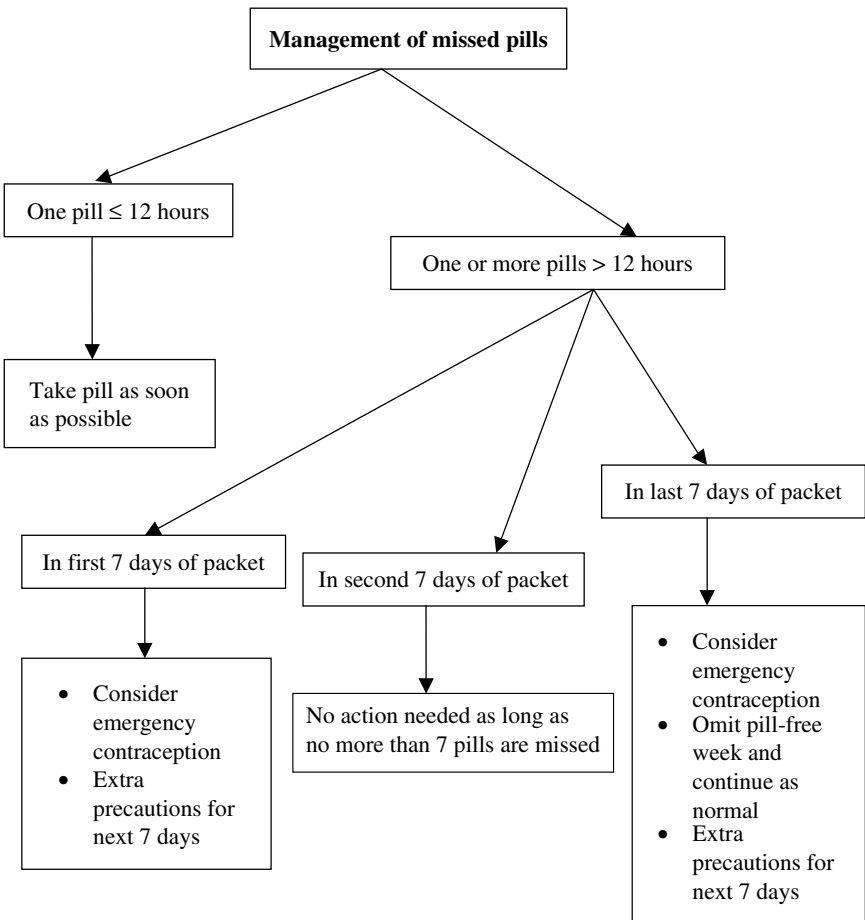 Management of missed pills
One pill ≤ 12 hours
One or more pills > 12 hours
Take pill as soon
as possible
In last 7 days of packet
In first 7 days of packet
In second 7 days of packet
• Consider
emergency
contraception
• Extra
precautions for
next 7 days
No action needed as long as
no more than 7 pills are missed
• Consider
emergency
contraception
• Omit pill-free
week and
continue as
normal
• Extra
precautions for
next 7 days